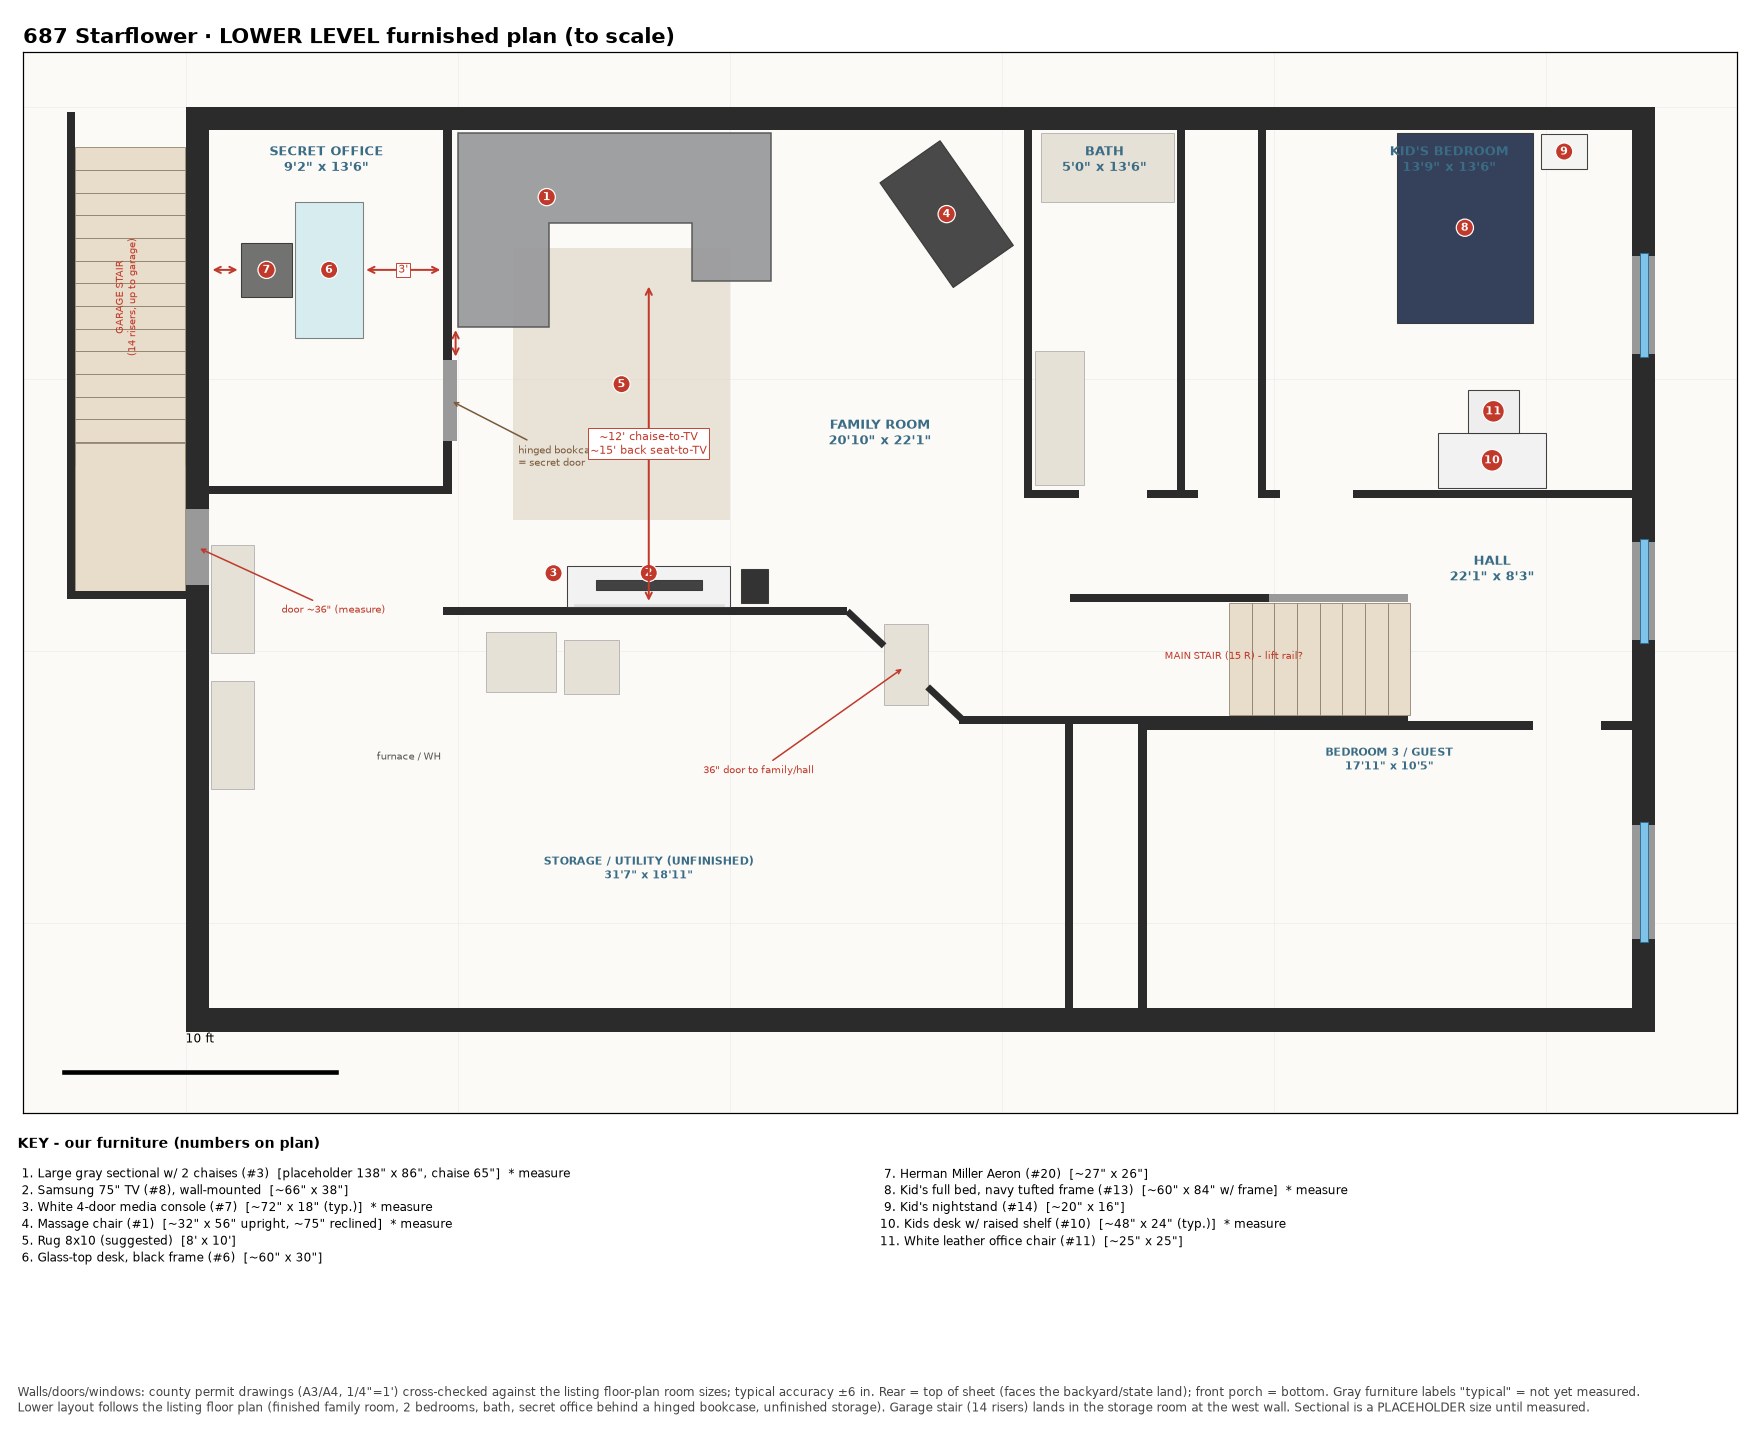 687 Starflower · LOWER LEVEL furnished plan (to scale)
SECRET OFFICE
9'2" x 13'6"
BATH
5'0" x 13'6"
KID'S BEDROOM
13'9" x 13'6"
9
1
4
8
GARAGE STAIR
(14 risers, up to garage)
7
6
3'
5
11
FAMILY ROOM
20'10" x 22'1"
~12' chaise-to-TV
~15' back seat-to-TV
hinged bookca
= secret door
10
HALL
22'1" x 8'3"
3
2
door ~36" (measure)
MAIN STAIR (15 R) - lift rail?
furnace / WH
36" door to family/hall
BEDROOM 3 / GUEST
17'11" x 10'5"
STORAGE / UTILITY (UNFINISHED)
31'7" x 18'11"
10 ft
KEY - our furniture (numbers on plan)
1. Large gray sectional w/ 2 chaises (#3)  [placeholder 138" x 86", chaise 65"]  * measure
2. Samsung 75" TV (#8), wall-mounted  [~66" x 38"]
3. White 4-door media console (#7)  [~72" x 18" (typ.)]  * measure
4. Massage chair (#1)  [~32" x 56" upright, ~75" reclined]  * measure
5. Rug 8x10 (suggested)  [8' x 10']
6. Glass-top desk, black frame (#6)  [~60" x 30"]
7. Herman Miller Aeron (#20)  [~27" x 26"]
8. Kid's full bed, navy tufted frame (#13)  [~60" x 84" w/ frame]  * measure
9. Kid's nightstand (#14)  [~20" x 16"]
10. Kids desk w/ raised shelf (#10)  [~48" x 24" (typ.)]  * measure
11. White leather office chair (#11)  [~25" x 25"]
Walls/doors/windows: county permit drawings (A3/A4, 1/4"=1') cross-checked against the listing floor-plan room sizes; typical accuracy ±6 in. Rear = top of sheet (faces the backyard/state land); front porch = bottom. Gray furniture labels "typical" = not yet measured.
Lower layout follows the listing floor plan (finished family room, 2 bedrooms, bath, secret office behind a hinged bookcase, unfinished storage). Garage stair (14 risers) lands in the storage room at the west wall. Sectional is a PLACEHOLDER size until measured.